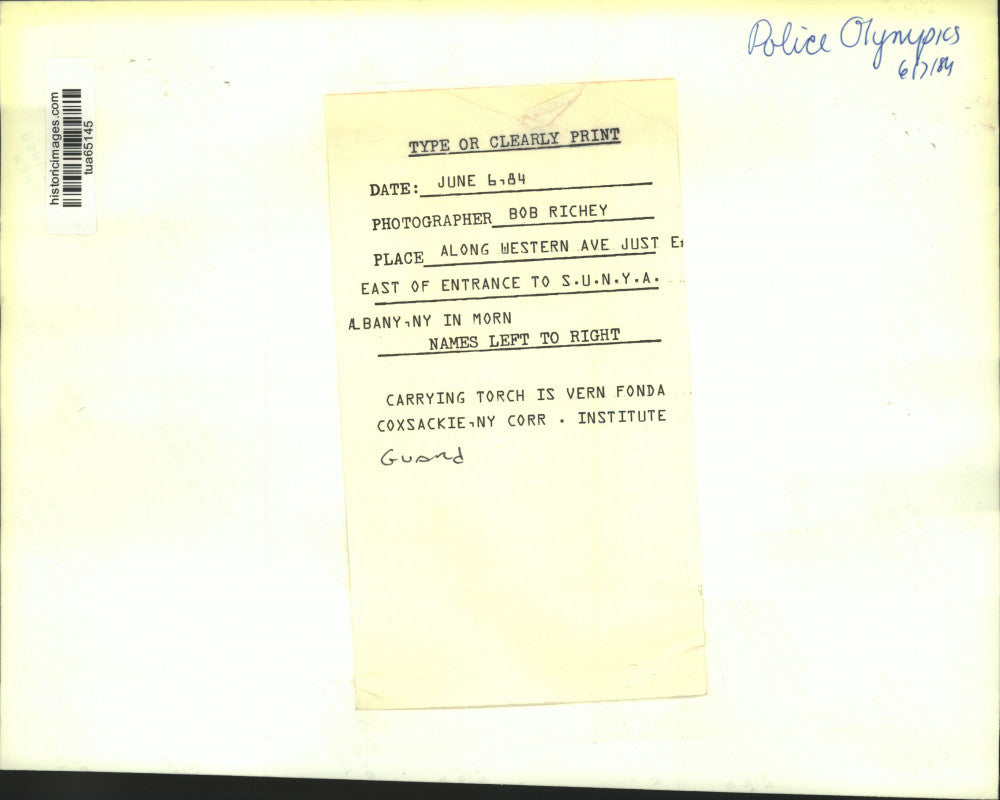 Police Olympics
6/7/84
historicimages.com
tua65145
TYPE OR CLEARLY PRINT
DATE: JUNE 6,84
PHOTOGRAPHER BOB RICHEY
PLACE ALONG WESTERN AVE JUST EA
EAST OF ENTRANCE TO S.U.N.Y.A.
ALBANY,NY IN MORN
NAMES LEFT TO RIGHT
CARRYING TORCH IS VERN FONDA
COXSACKIE,NY CORR . INSTITUTE
Guard